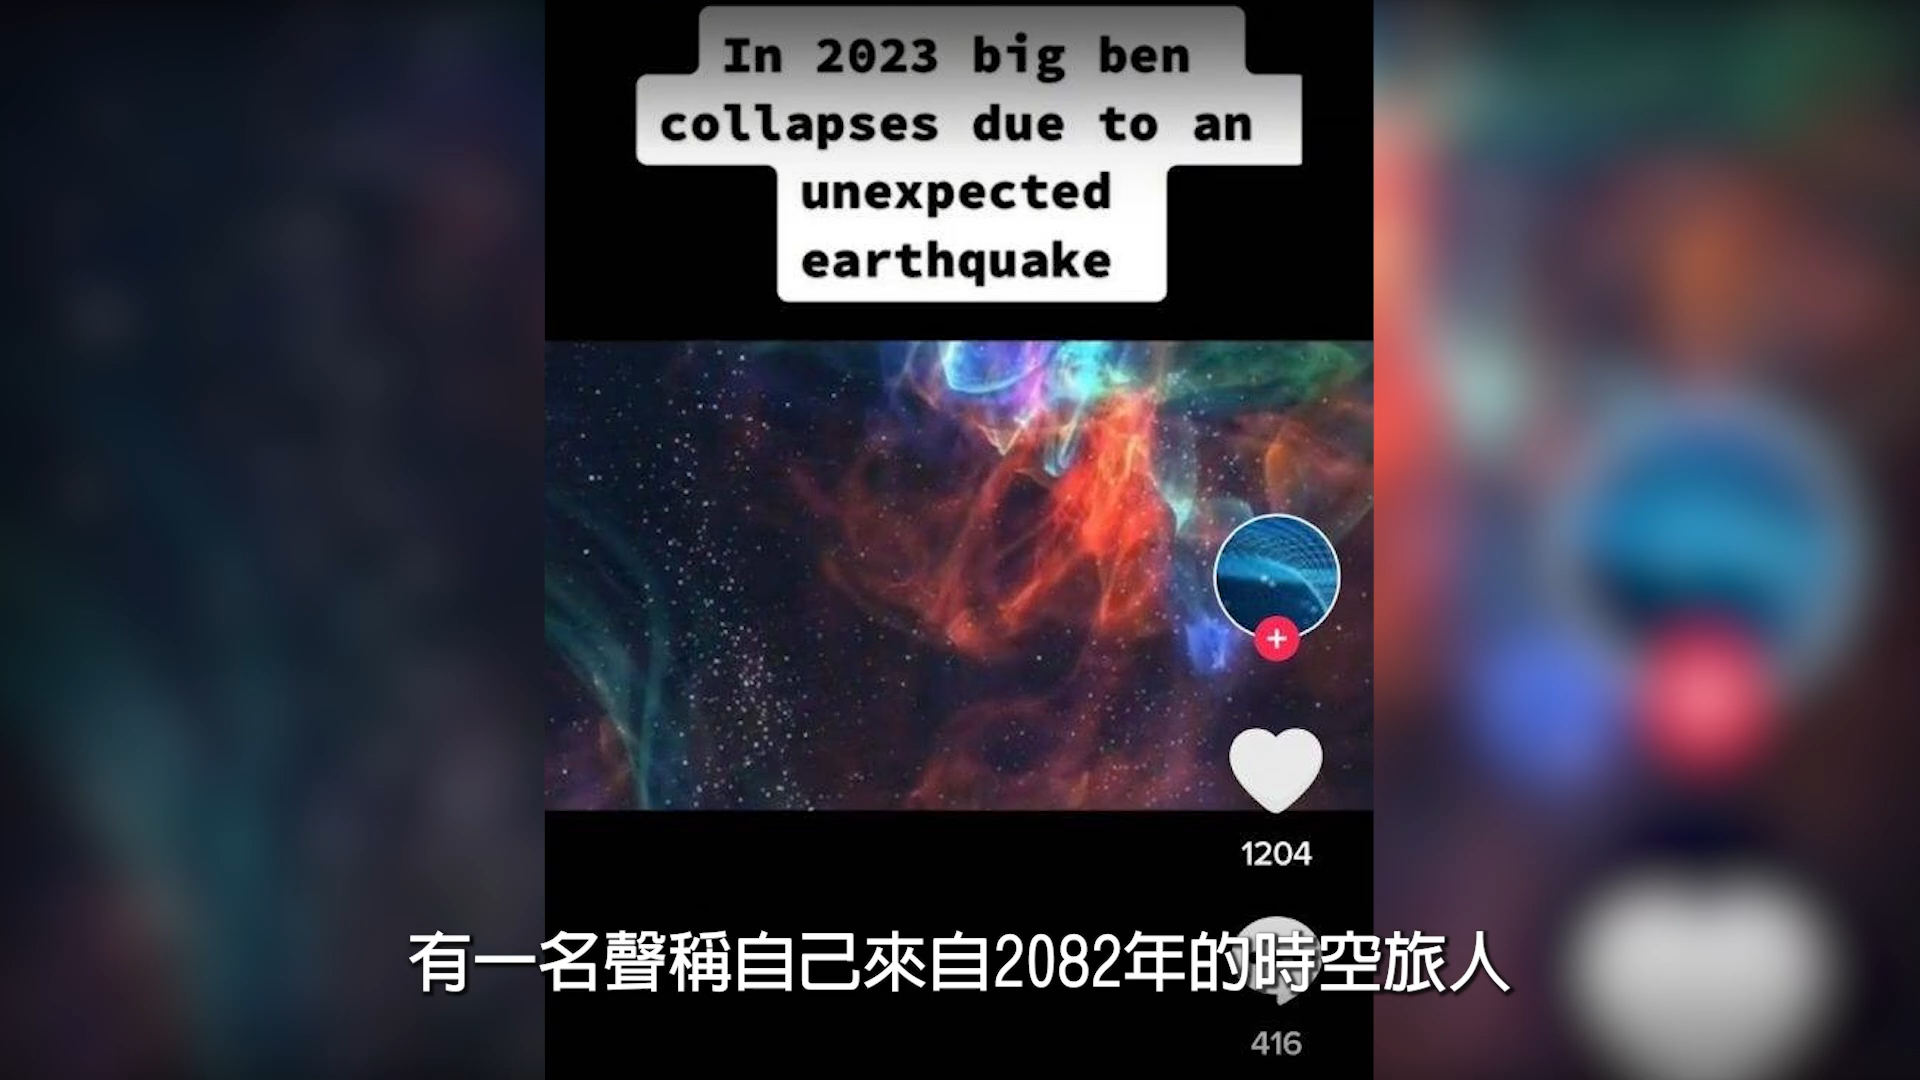 In 2023 big ben
collapses due to an
unexpected
earthquake
1204
有一名聲稱自己來自2082年的時空旅人
416